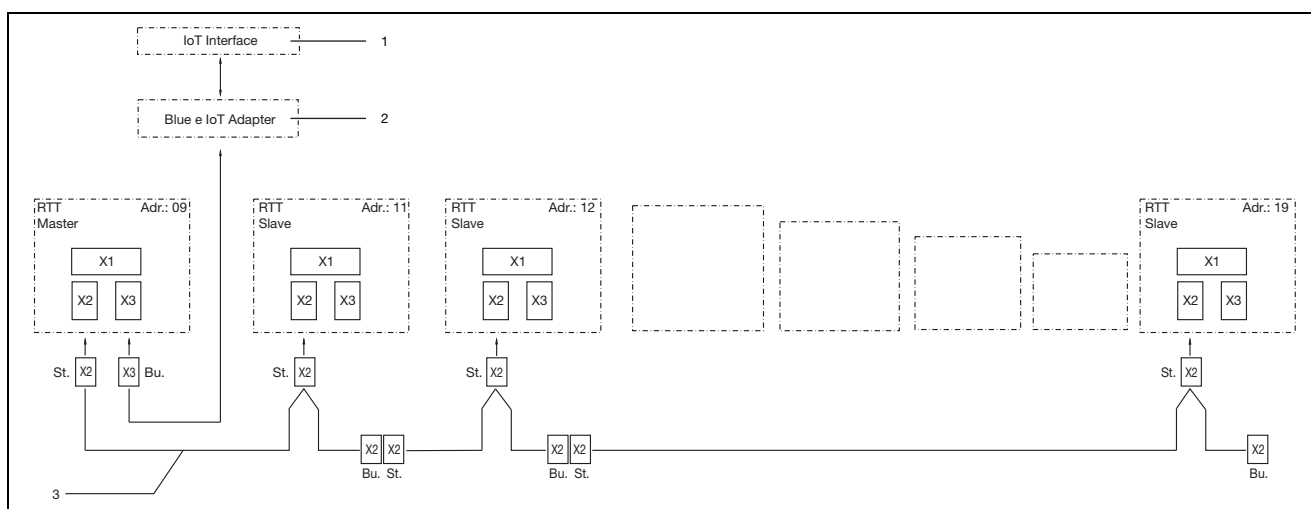 IoT Interface 1
Blue e IoT Adapter 2
RTT Adr.: 09
Master
X1
X2 X3
RTT Adr.: 11
Slave
X1
X2 X3
RTT Adr.: 12
Slave
X1
X2 X3
RTT Adr.: 19
Slave
X1
X2 X3
St. X2 X3 Bu.
St. X2
St. X2
St. X2
X2 X2
Bu. St.
X2 X2
Bu. St.
X2
Bu.
3